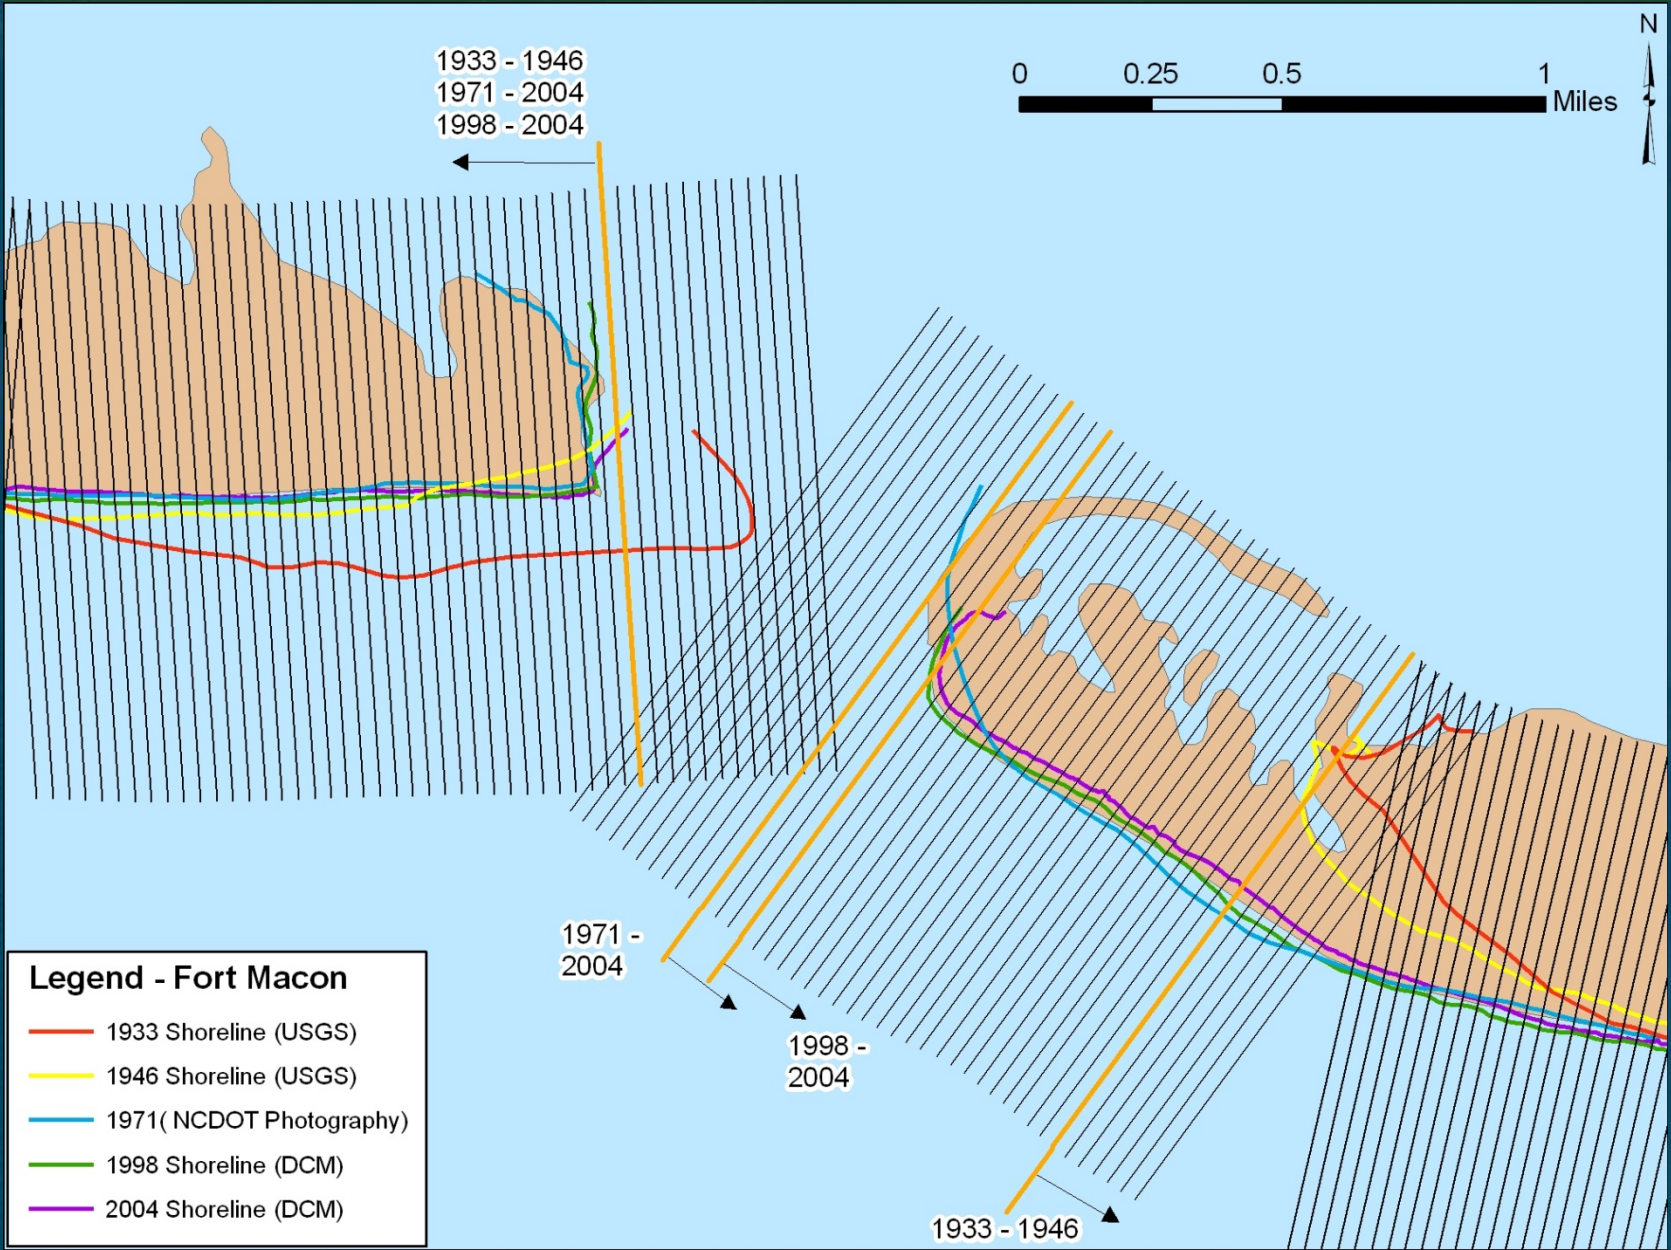 1933 - 1946
1971 - 2004
1998 - 2004
N
0 0.25 0.5 1
Miles
1971 -
2004
1998 -
2004
1933 - 1946
Legend - Fort Macon
1933 Shoreline (USGS)
1946 Shoreline (USGS)
1971( NCDOT Photography)
1998 Shoreline (DCM)
2004 Shoreline (DCM)